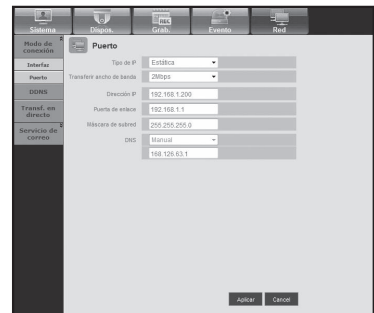 Sistema Dispos. Grab. Evento Red
REC
Modo de conexión
Interfaz
Puerto
DDNS
Transf. en directo
Servicio de correo
Puerto
Tipo de IP Estática
Transferir ancho de banda 2Mbps
Dirección IP 192.168.1.200
Puerta de enlace 192.168.1.1
Máscara de subred 255.255.255.0
DNS Manual
168.126.63.1
Aplicar Cancel